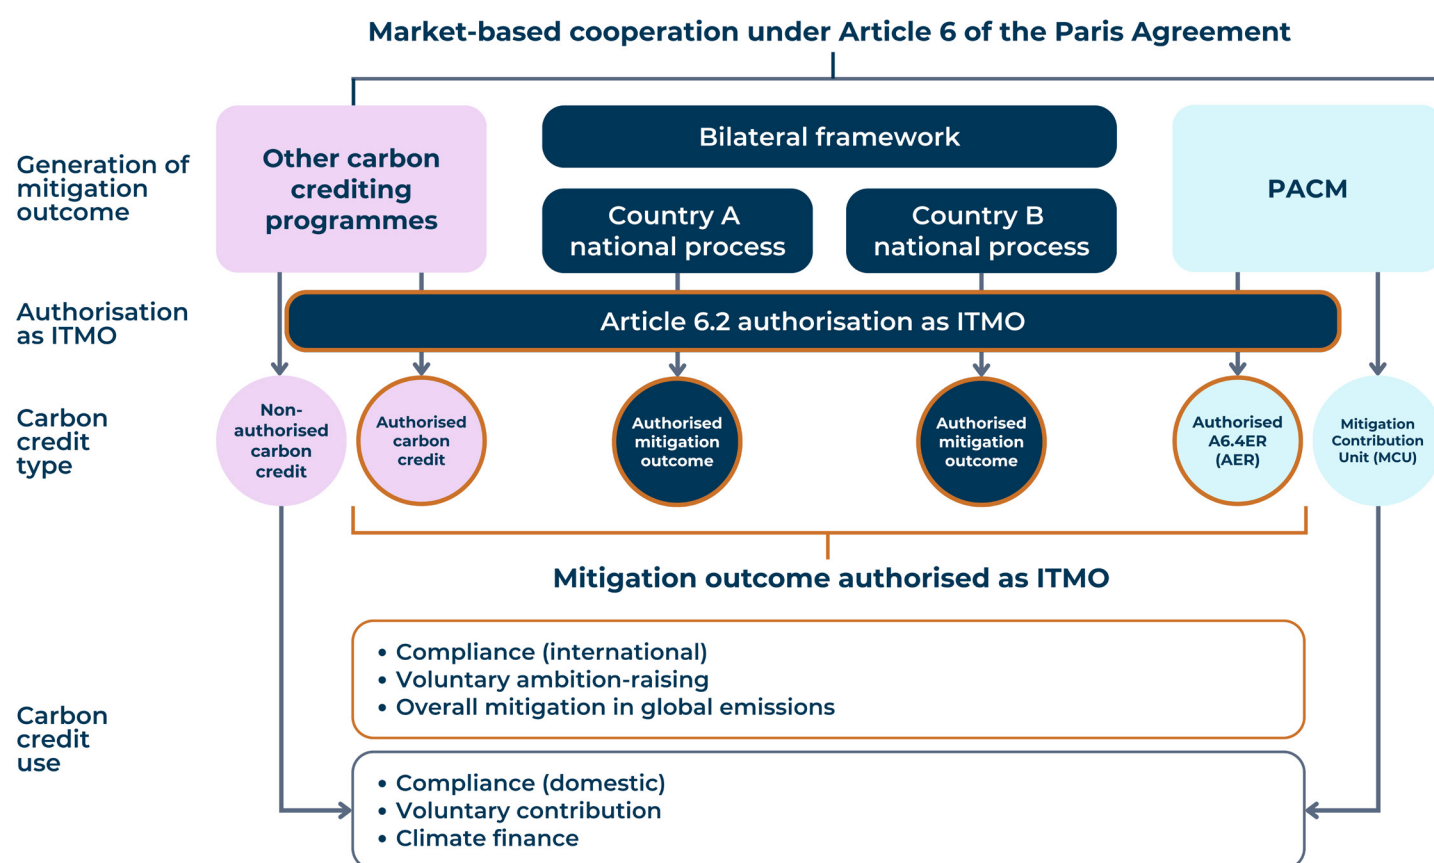 Market-based cooperation under Article 6 of the Paris Agreement
Generation of
mitigation
outcome
Other carbon
crediting
programmes
Bilateral framework
Country A
national process
Country B
national process
PACM
Authorisation
as ITMO
Article 6.2 authorisation as ITMO
Carbon
credit
type
Non-
authorised
carbon
credit
Authorised
carbon
credit
Authorised
mitigation
outcome
Authorised
mitigation
outcome
Authorised
A6.4ER
(AER)
Mitigation
Contribution
Unit (MCU)
Mitigation outcome authorised as ITMO
Carbon
credit
use
• Compliance (international)
• Voluntary ambition-raising
• Overall mitigation in global emissions
• Compliance (domestic)
• Voluntary contribution
• Climate finance